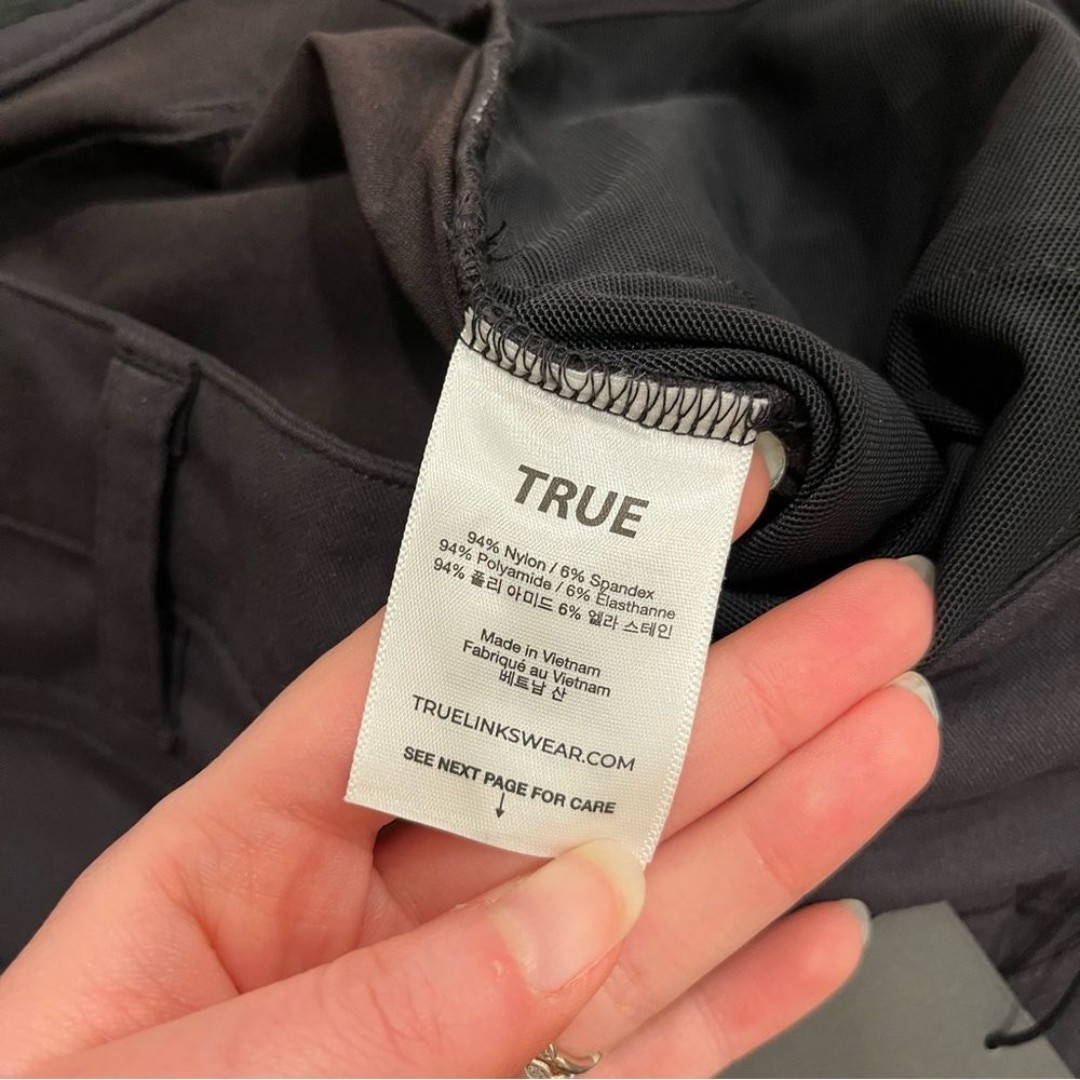 TRUE
94% Nylon / 6% Spandex
94% Polyamide / 6% Élasthanne
94% 폴리 아미드 6% 엘라 스테인
Made in Vietnam
Fabriqué au Vietnam
베트남 산
TRUELINKSWEAR.COM
SEE NEXT PAGE FOR CARE